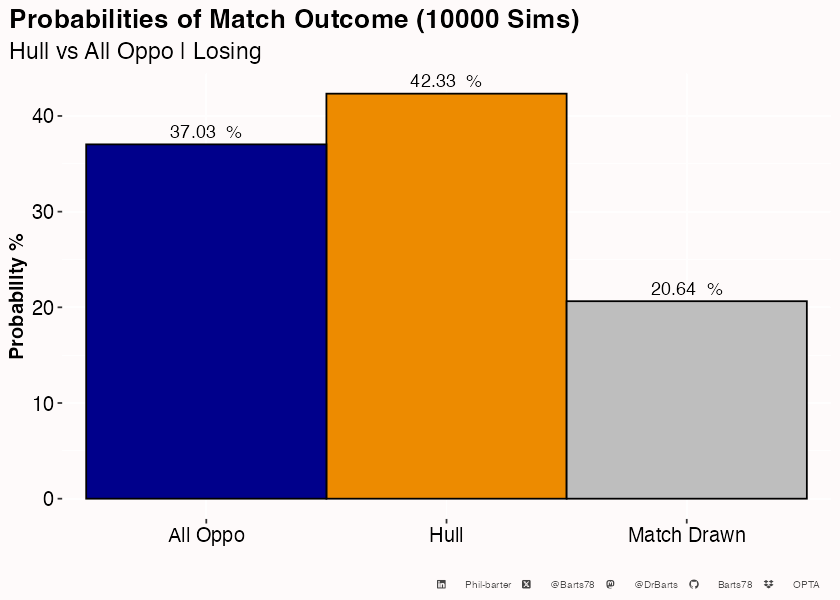 Probabilities of Match Outcome (10000 Sims)
Hull vs All Oppo | Losing
Probability %
40
30
20
10
0
37.03 %
42.33 %
20.64 %
All Oppo Hull Match Drawn
Phil-barter @Barts78 @DrBarts Barts78 OPTA